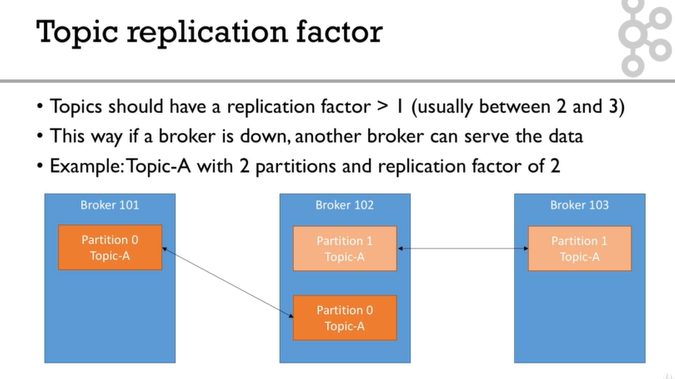 Topic replication factor
• Topics should have a replication factor > 1 (usually between 2 and 3)
• This way if a broker is down, another broker can serve the data
• Example: Topic-A with 2 partitions and replication factor of 2
Broker 101
Partition 0
Topic-A
Broker 102
Partition 1
Topic-A
Partition 0
Topic-A
Broker 103
Partition 1
Topic-A